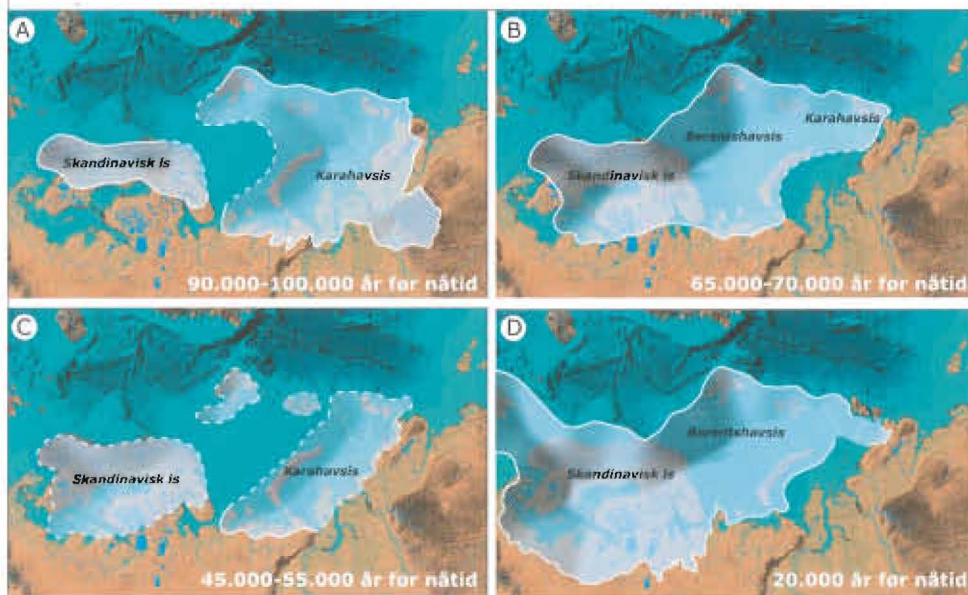 A
Skandinavisk is
Karahavsis
90.000-100.000 år før nåtid
B
Karahavsis
Barentshavsis
Skandinavisk is
65.000-70.000 år før nåtid
C
Skandinavisk is
Karahavsis
45.000-55.000 år før nåtid
D
Barentshavsis
Skandinavisk is
20.000 år før nåtid